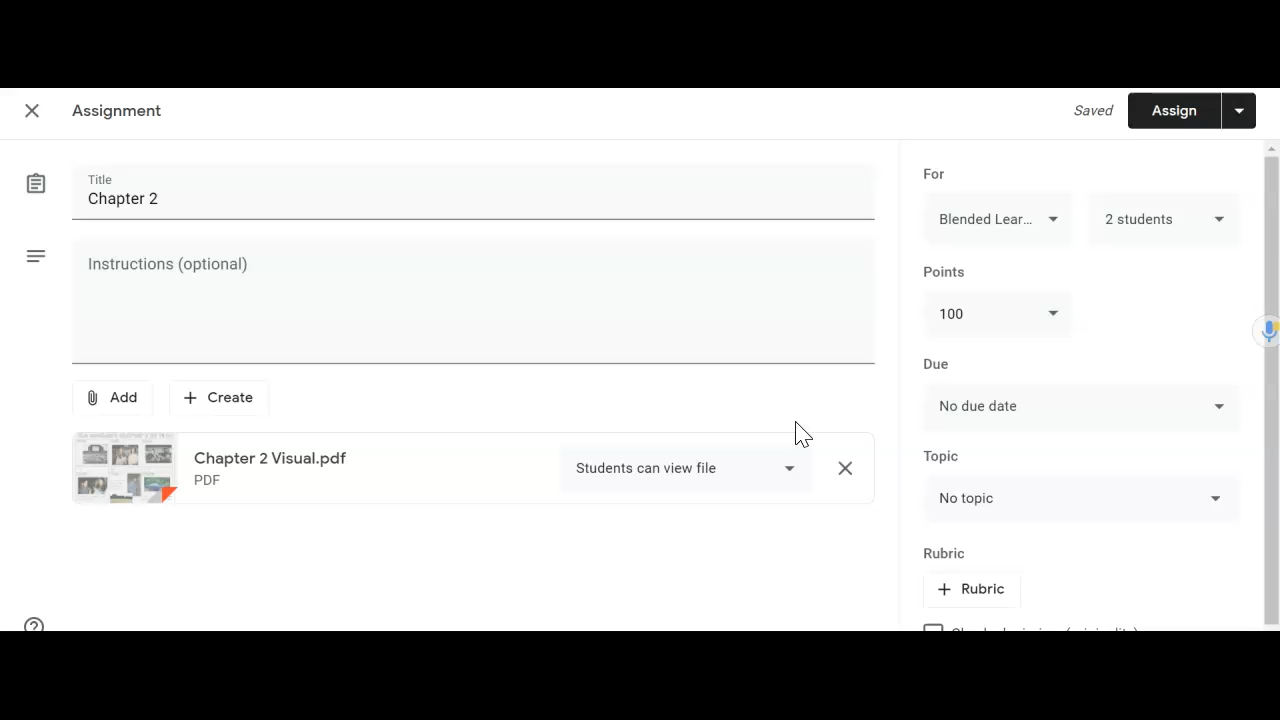 Assignment
Saved
Assign
Title
Chapter 2
Instructions (optional)
Add
Create
Chapter 2 Visual.pdf
PDF
Students can view file
For
Blended Lear...
2 students
Points
100
Due
No due date
Topic
No topic
Rubric
Rubric